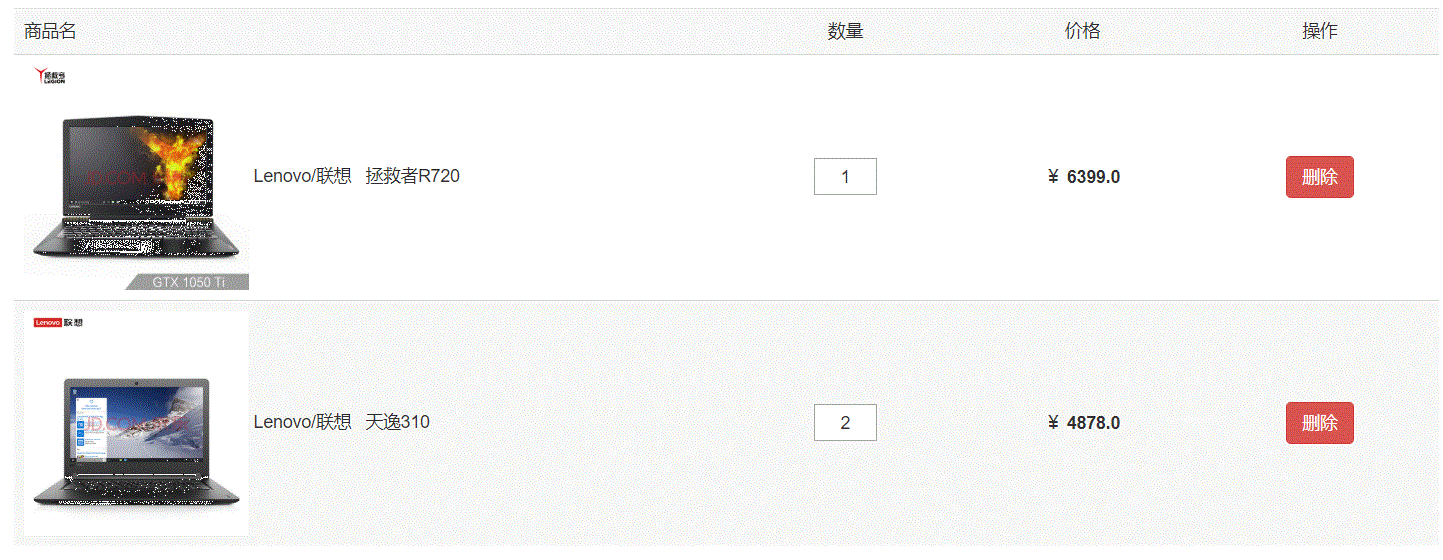 商品名 数量 价格 操作
拯救者
LEGION
Lenovo/联想 拯救者R720 1 ¥ 6399.0 删除
GTX 1050 Ti
Lenovo 联想
Lenovo/联想 天逸310 2 ¥ 4878.0 删除